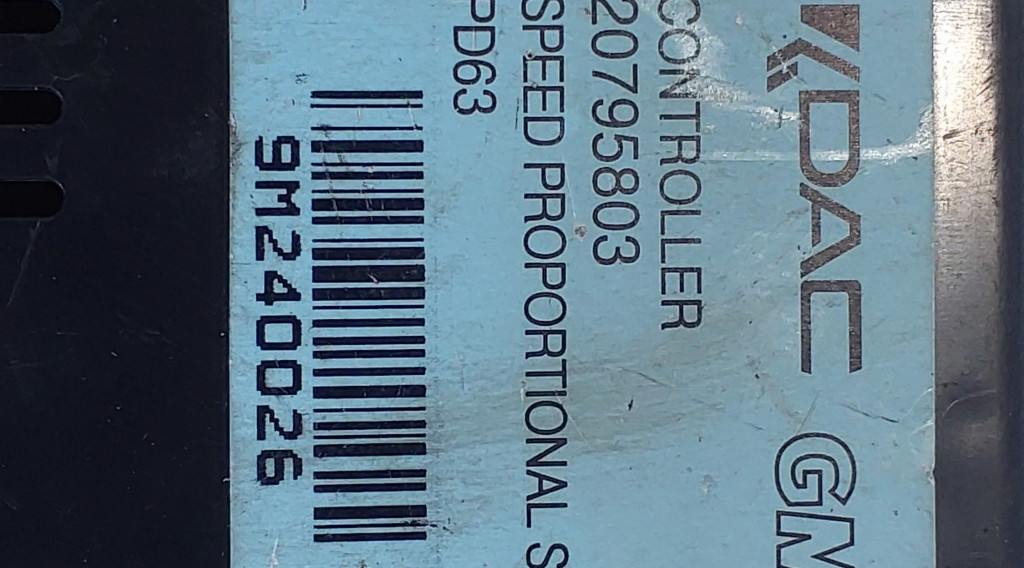 KDAC GM
CONTROLLER
20795803
SPEED PROPORTIONAL S
PD63
9M240026